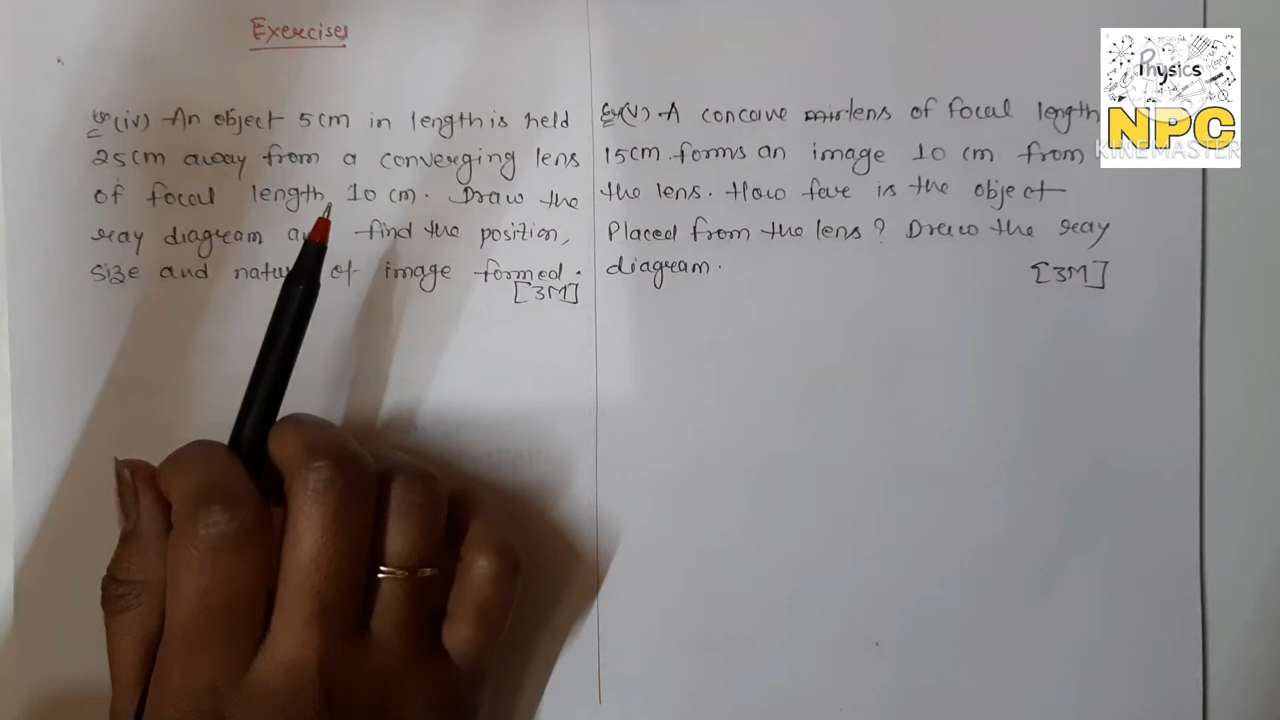 Exercises
Ex(iv) An object 5cm in length is held
25cm away from a converging lens
of focal length 10 cm. Draw the
ray diagram find the position,
size and of image formed.
[3M]
Ex(v) A concave lens of focal length
15cm forms an image 10 cm from
the lens. How far is the object
Placed from the lens? Draw the ray
diagram.
[3M]
Physics
NPC
KINEMASTER